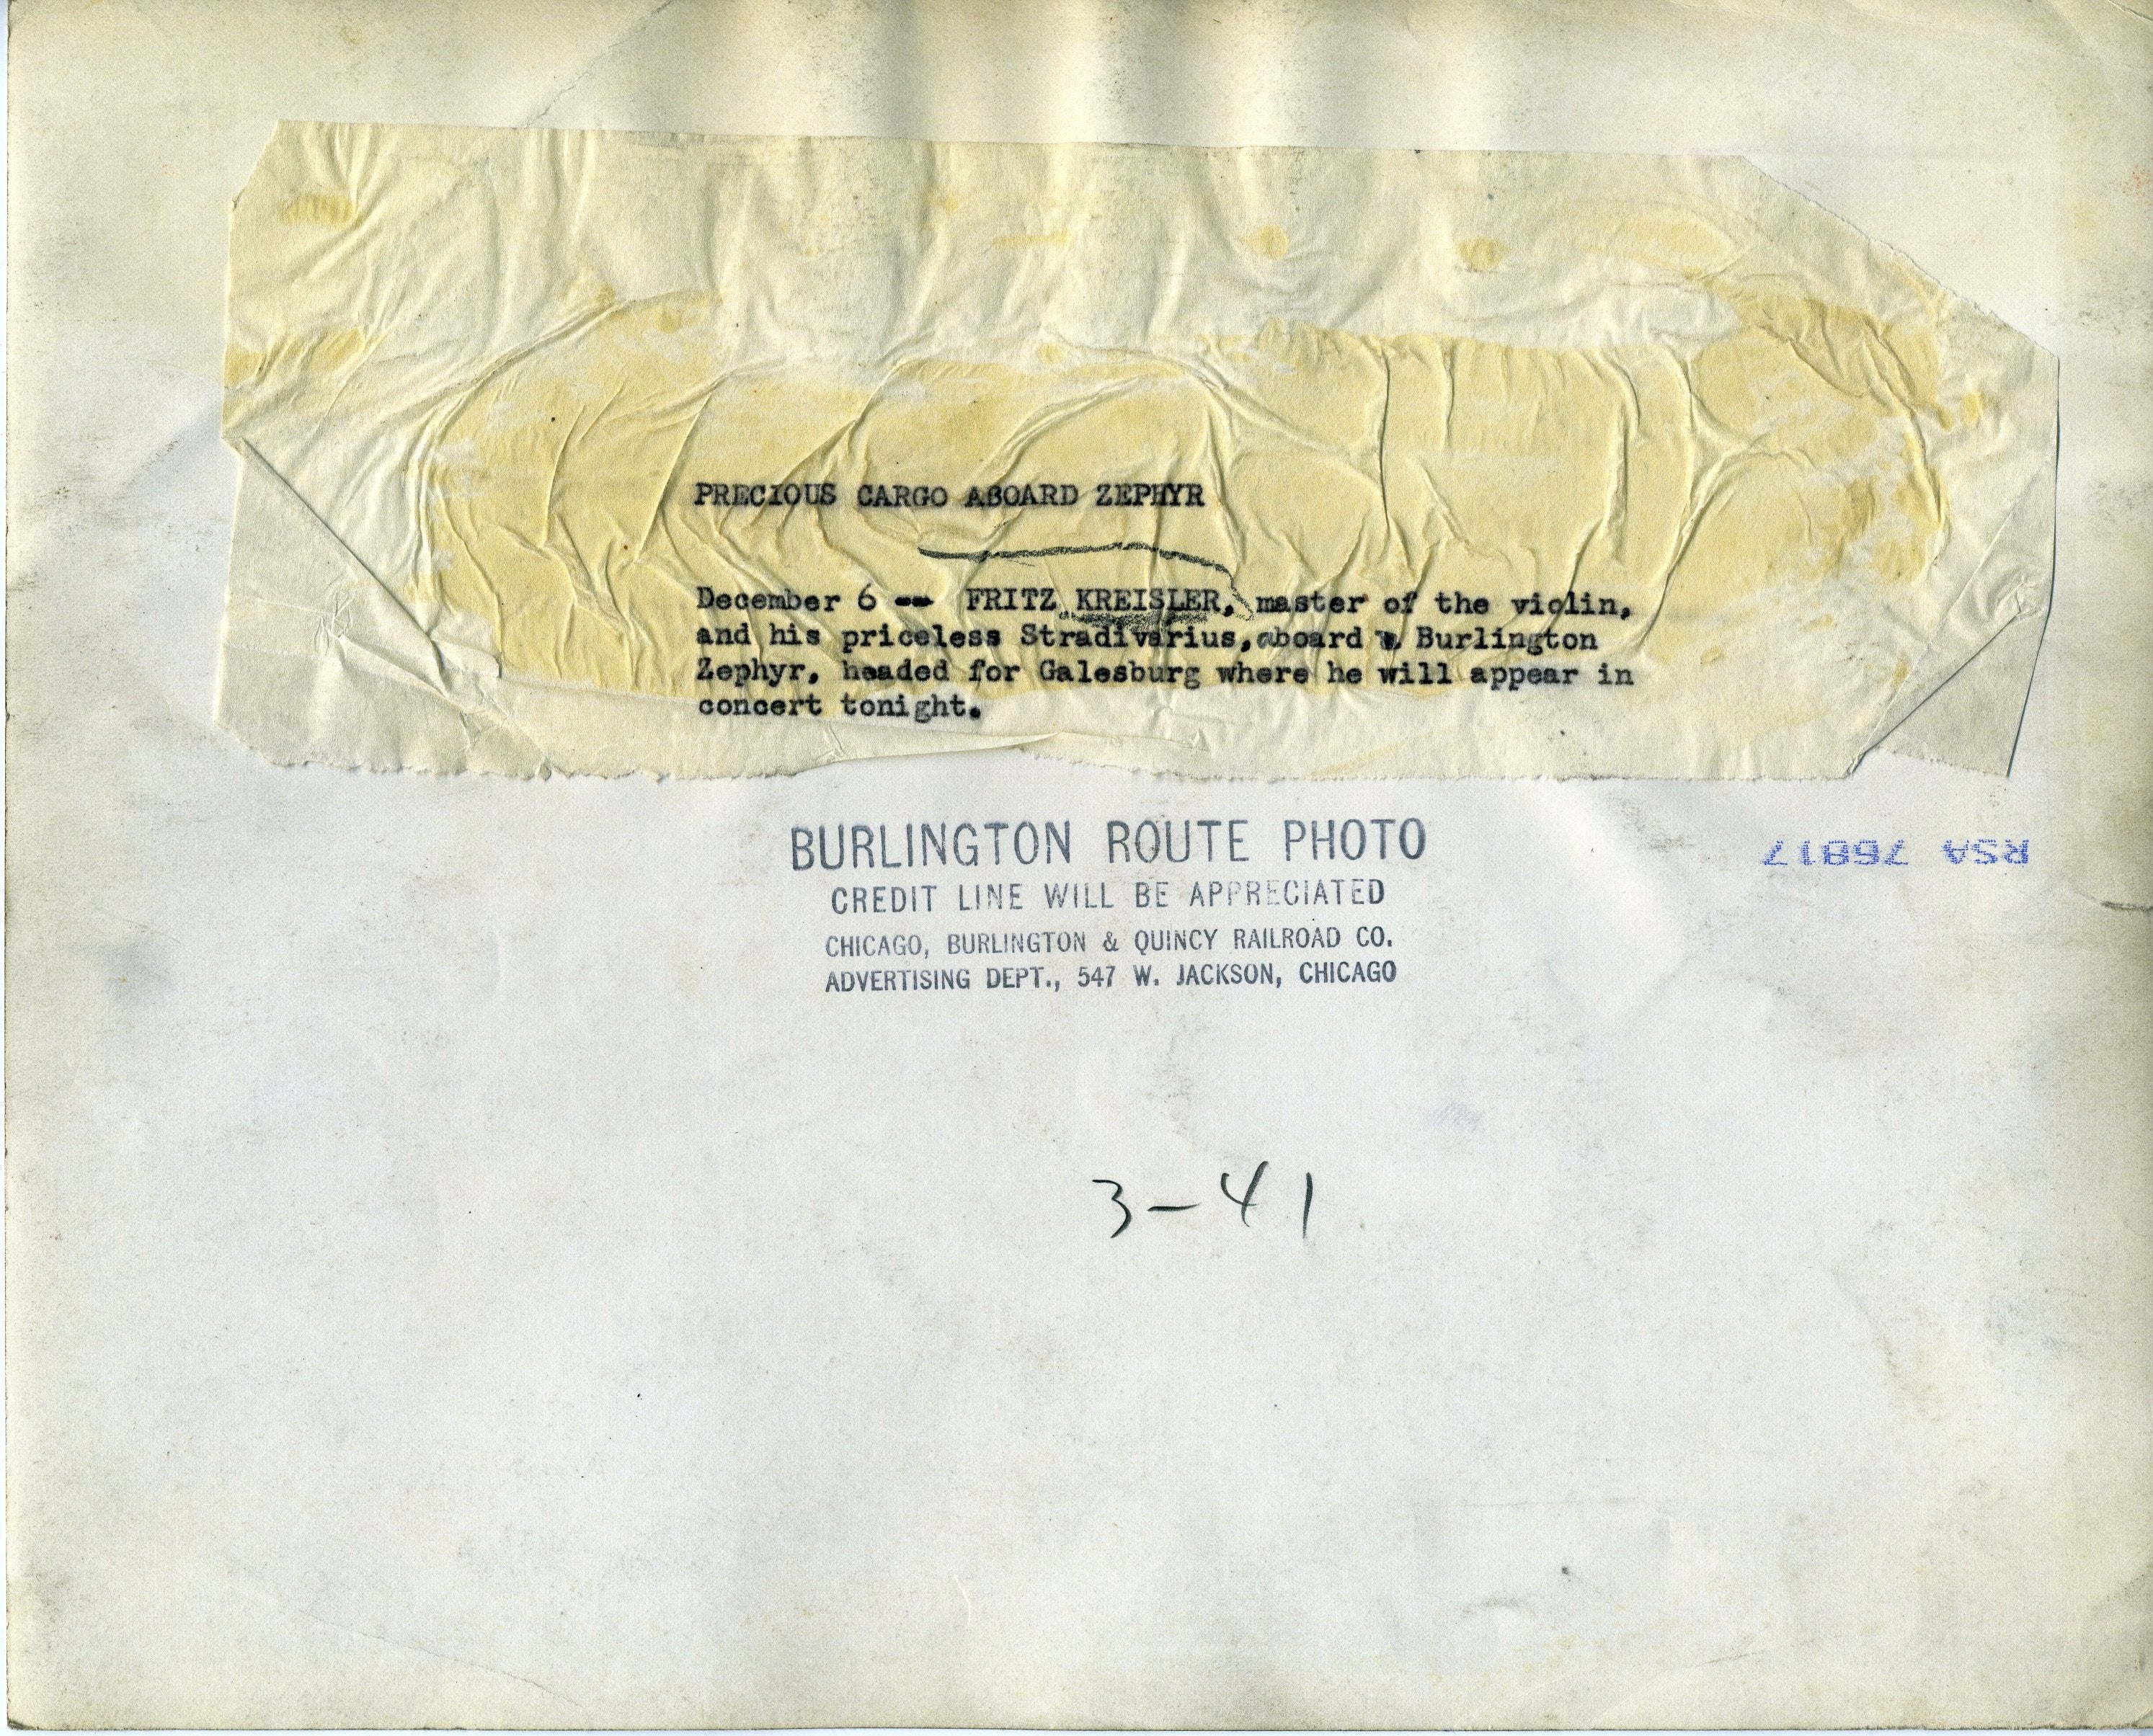 PRECIOUS CARGO ABOARD ZEPHYR
December 6 -- FRITZ KREISLER, master of the violin,
and his priceless Stradivarius, aboard a Burlington
Zephyr, headed for Galesburg where he will appear in
concert tonight.
BURLINGTON ROUTE PHOTO
CREDIT LINE WILL BE APPRECIATED
CHICAGO, BURLINGTON & QUINCY RAILROAD CO.
ADVERTISING DEPT., 547 W. JACKSON, CHICAGO
RSA 76817
3-41